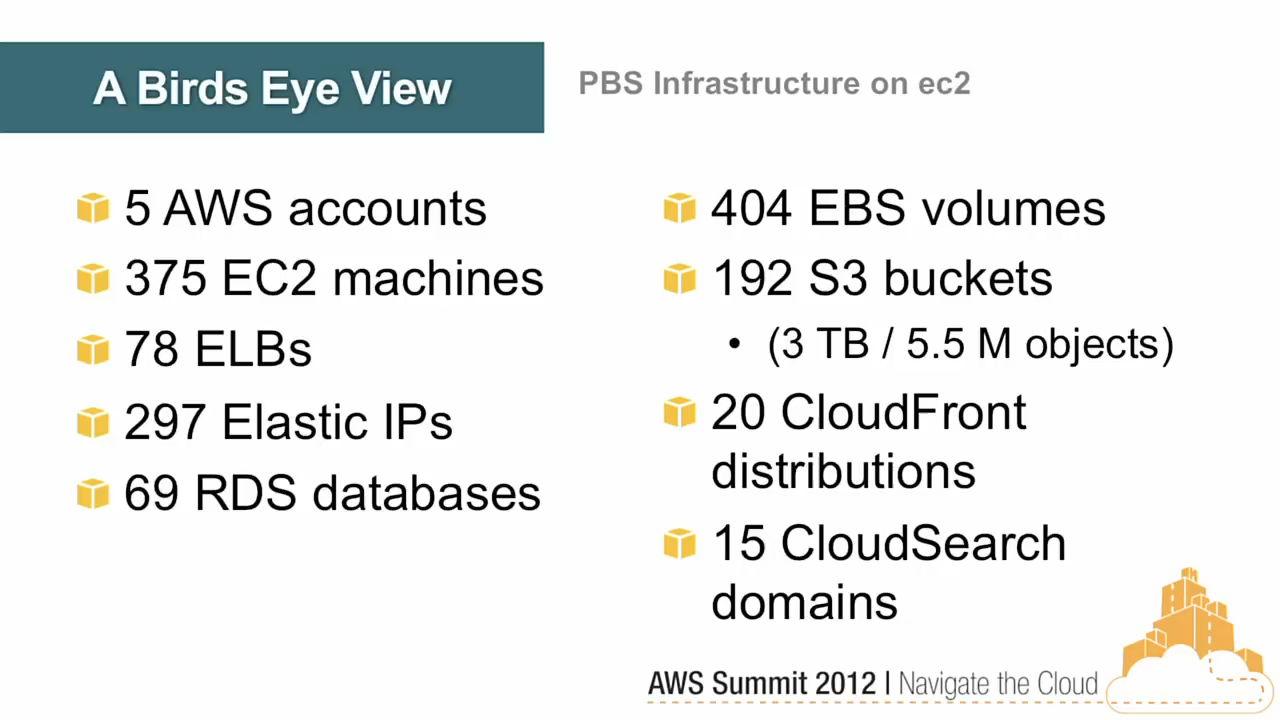 A Birds Eye View
PBS Infrastructure on ec2
5 AWS accounts
375 EC2 machines
78 ELBs
297 Elastic IPs
69 RDS databases
404 EBS volumes
192 S3 buckets
• (3 TB / 5.5 M objects)
20 CloudFront
distributions
15 CloudSearch
domains
AWS Summit 2012 | Navigate the Cloud